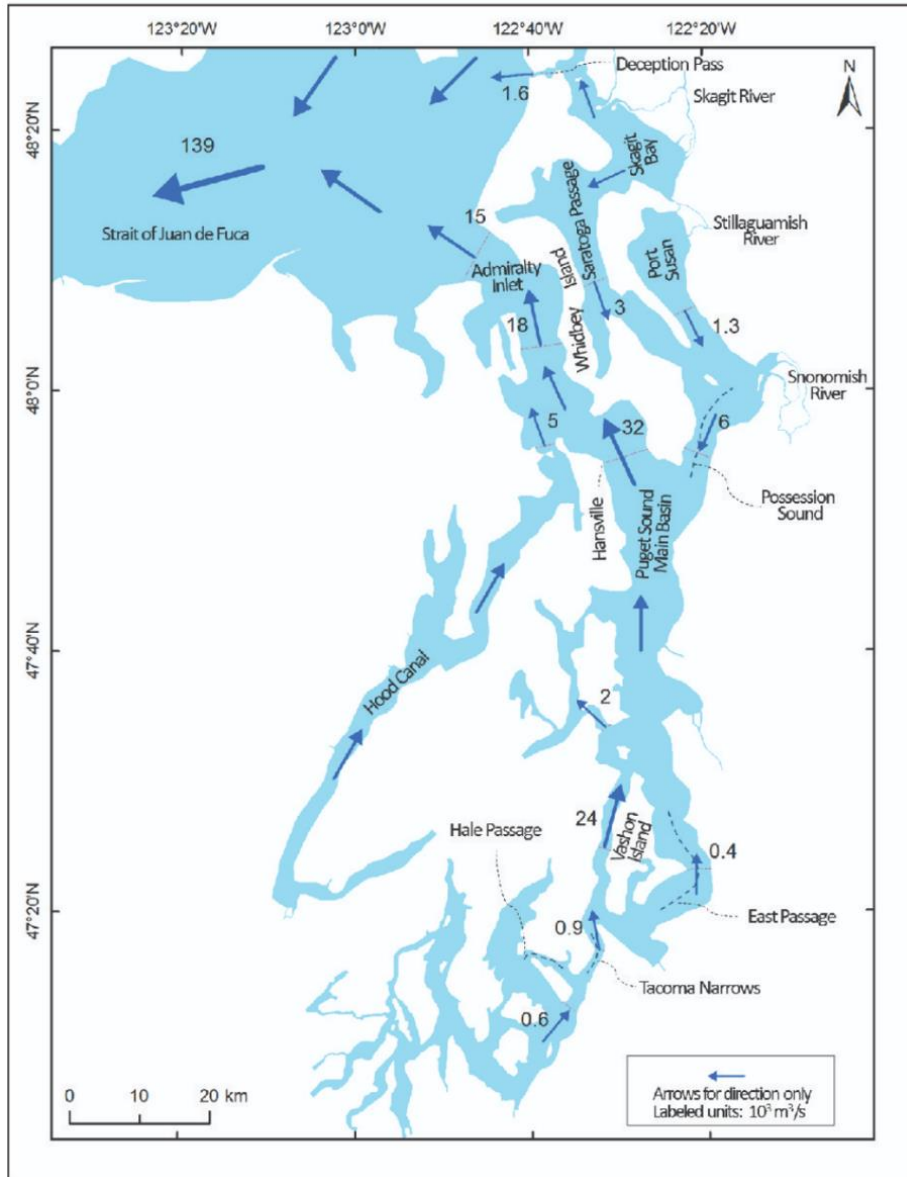 123°20'W
123°0'W
122°40'W
122°20'W
Deception Pass
1.6
Skagit River
N
48°20'N
139
Skagit
Bay
Strait of Juan de Fuca
15
Saratoga Passage
Stillaguamish
River
Admiralty
Inlet
Port
Susan
Whidbey
Island
3
18
1.3
48°0'N
Snonomish
River
5
32
6
Hansville
Puget Sound
Main Basin
Possession
Sound
47°40'N
Hood Canal
2
24
Vashon
Island
Hale Passage
0.4
47°20'N
0.9
East Passage
Tacoma Narrows
0.6
0 10 20 km
Arrows for direction only
Labeled units: 10³ m³/s